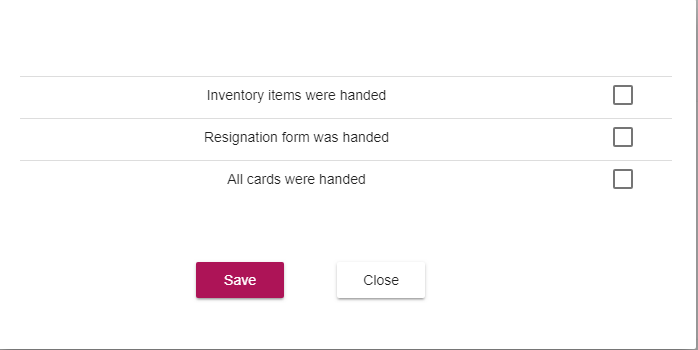 Inventory items were handed
Resignation form was handed
All cards were handed
Save
Close